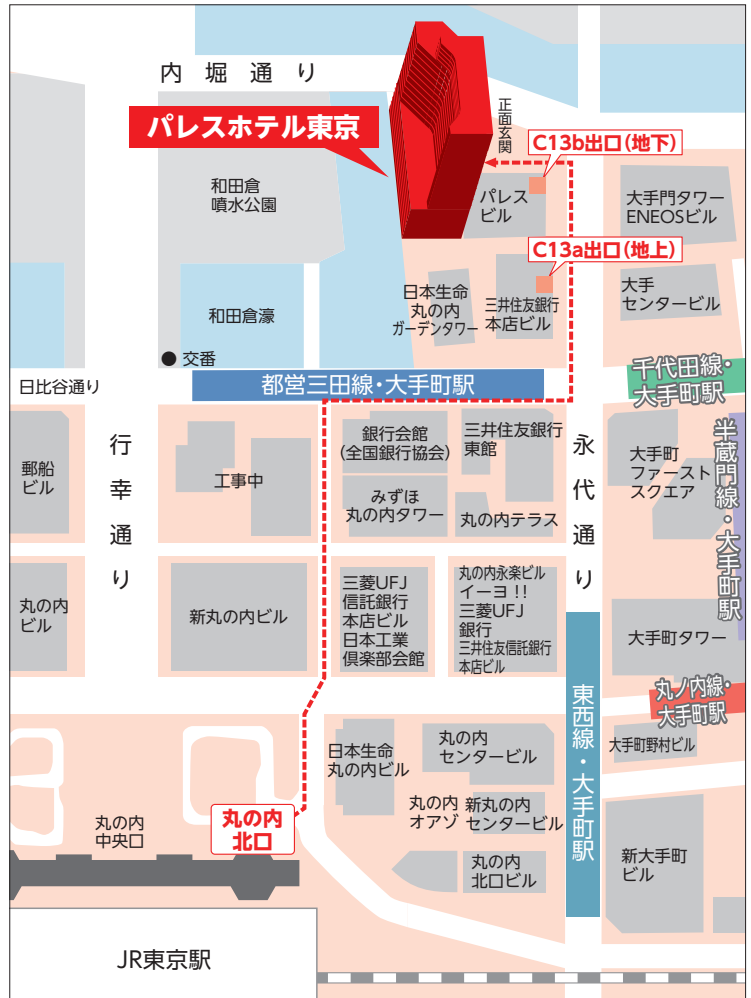 内堀通り
パレスホテル東京
正面玄関
C13b出口(地下)
和田倉
噴水公園
パレス
ビル
大手門タワー
ENEOSビル
C13a出口(地上)
日本生命
丸の内
ガーデンタワー
三井住友銀行
本店ビル
大手
センタービル
和田倉濠
交番
日比谷通り
都営三田線・大手町駅
千代田線・
大手町駅
郵船
ビル
行幸通り
工事中
銀行会館
(全国銀行協会)
三井住友銀行
東館
永代通り
大手町
ファースト
スクエア
半蔵門線・大手町駅
みずほ
丸の内タワー
丸の内テラス
丸の内
ビル
新丸の内ビル
三菱UFJ
信託銀行
本店ビル
日本工業
倶楽部会館
丸の内永楽ビル
イーヨ!!
三菱UFJ
銀行
三井住友信託銀行
本店ビル
大手町タワー
丸ノ内線・
大手町駅
東西線・大手町駅
日本生命
丸の内ビル
丸の内
センタービル
大手町野村ビル
丸の内
オアゾ
新丸の内
センタービル
丸の内
中央口
丸の内
北口
丸の内
北口ビル
新大手町
ビル
JR東京駅